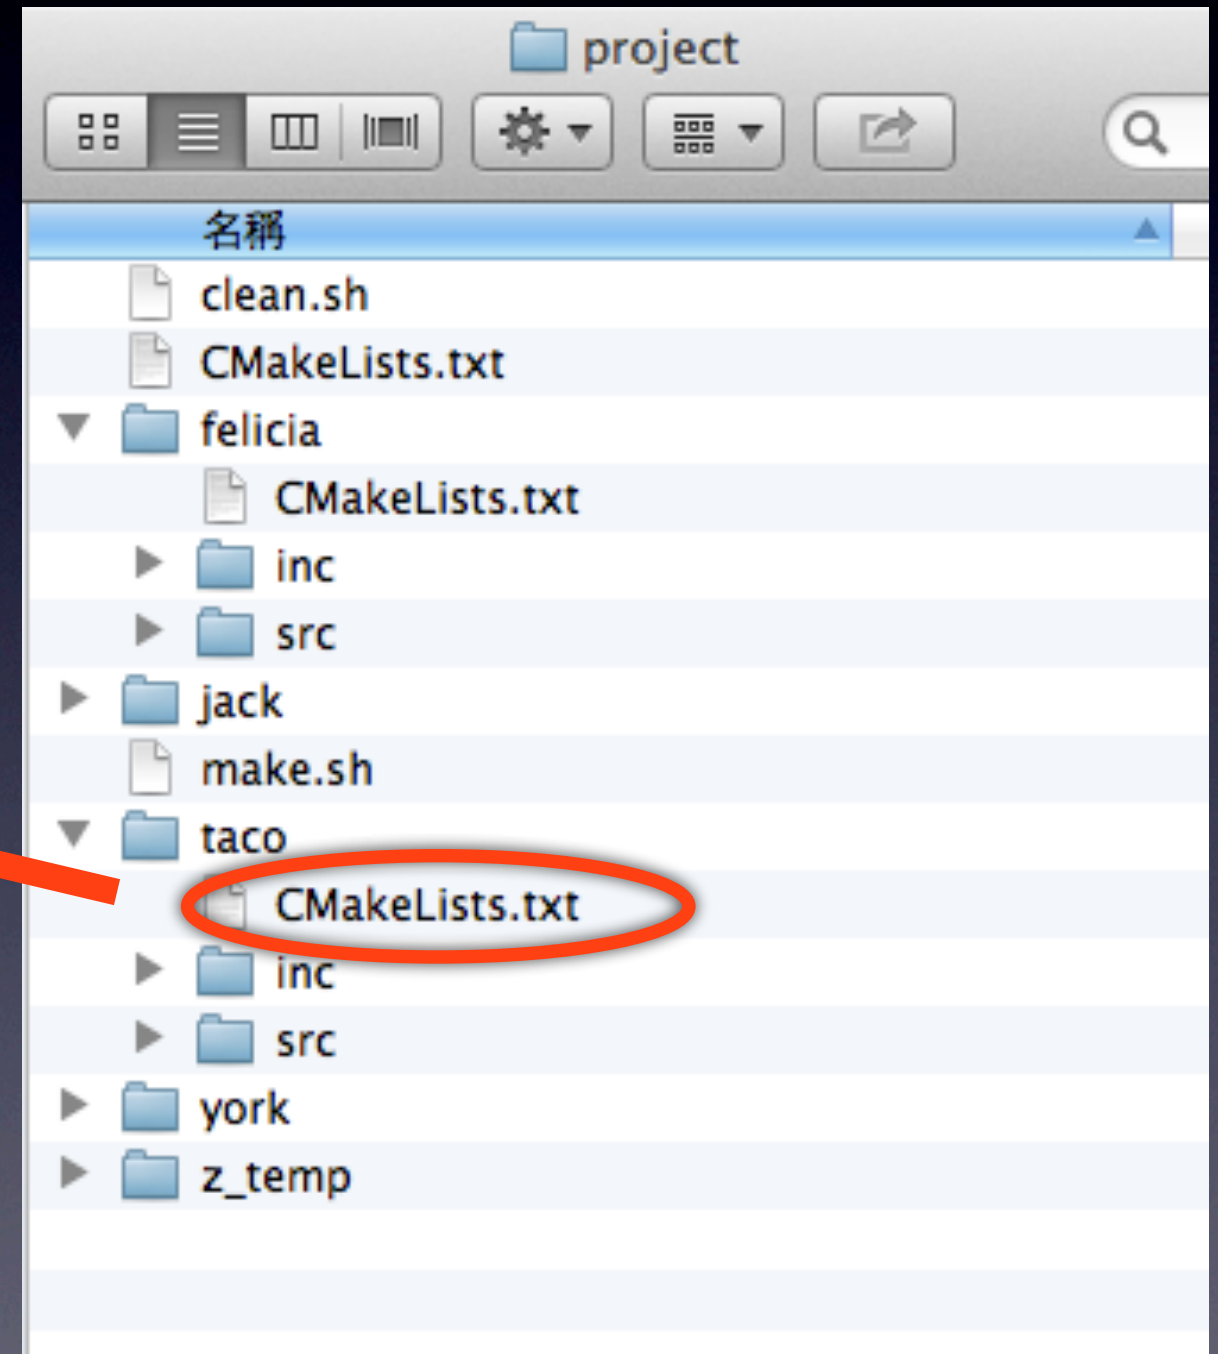 project
名稱
clean.sh
CMakeLists.txt
felicia
CMakeLists.txt
inc
src
jack
make.sh
taco
CMakeLists.txt
inc
src
york
z_temp